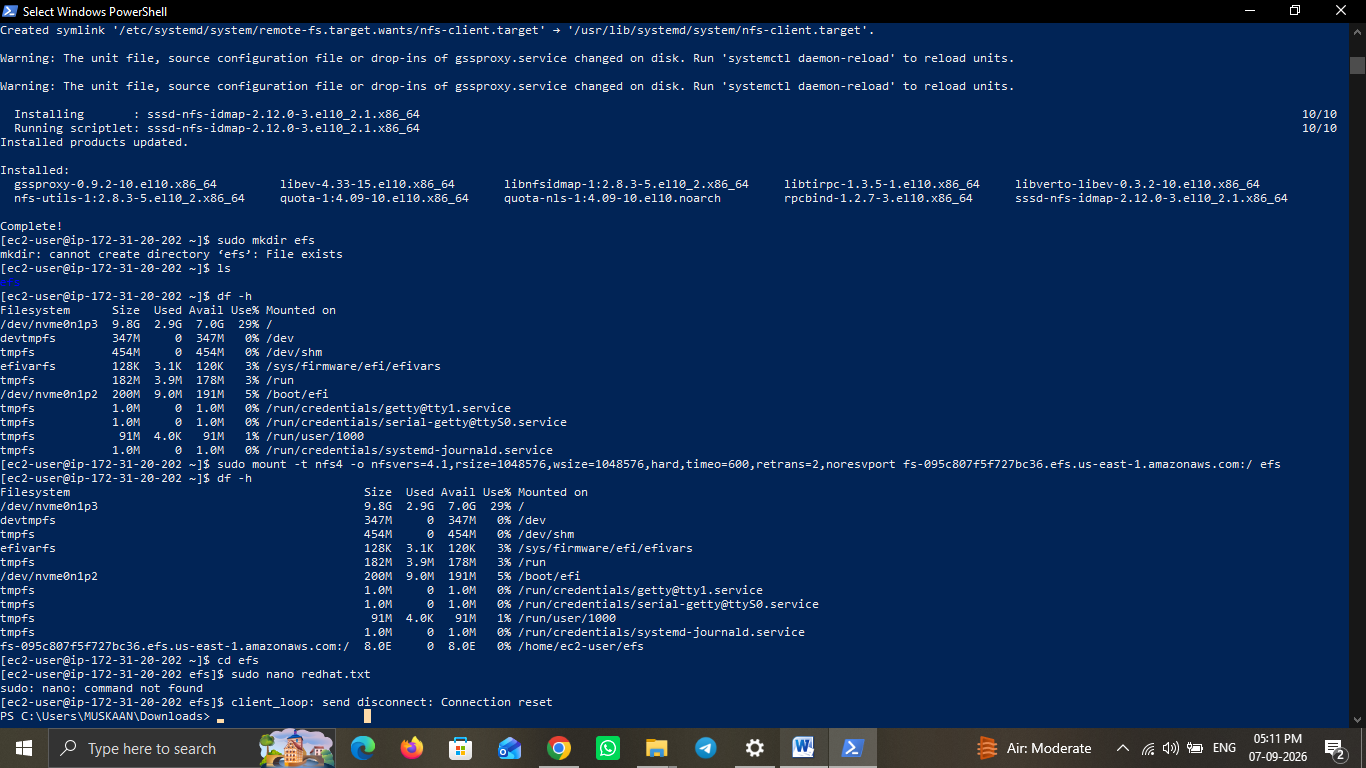 Select Windows PowerShell
Created symlink '/etc/systemd/system/remote-fs.target.wants/nfs-client.target' → '/usr/lib/systemd/system/nfs-client.target'.
Warning: The unit file, source configuration file or drop-ins of gssproxy.service changed on disk. Run 'systemctl daemon-reload' to reload units.
Warning: The unit file, source configuration file or drop-ins of gssproxy.service changed on disk. Run 'systemctl daemon-reload' to reload units.
Installing : sssd-nfs-idmap-2.12.0-3.el10_2.1.x86_64 10/10
Running scriptlet: sssd-nfs-idmap-2.12.0-3.el10_2.1.x86_64 10/10
Installed products updated.
Installed:
gssproxy-0.9.2-10.el10.x86_64 libev-4.33-15.el10.x86_64 libnfsidmap-1:2.8.3-5.el10_2.x86_64 libtirpc-1.3.5-1.el10.x86_64 libverto-libev-0.3.2-10.el10.x86_64
nfs-utils-1:2.8.3-5.el10_2.x86_64 quota-1:4.09-10.el10.x86_64 quota-nls-1:4.09-10.el10.noarch rpcbind-1.2.7-3.el10.x86_64 sssd-nfs-idmap-2.12.0-3.el10_2.1.x86_64
Complete!
[ec2-user@ip-172-31-20-202 ~]$ sudo mkdir efs
mkdir: cannot create directory ‘efs’: File exists
[ec2-user@ip-172-31-20-202 ~]$ ls
efs
[ec2-user@ip-172-31-20-202 ~]$ df -h
Filesystem Size Used Avail Use% Mounted on
/dev/nvme0n1p3 9.8G 2.9G 7.0G 29% /
devtmpfs 347M 0 347M 0% /dev
tmpfs 454M 0 454M 0% /dev/shm
efivarfs 128K 3.1K 120K 3% /sys/firmware/efi/efivars
tmpfs 182M 3.9M 178M 3% /run
/dev/nvme0n1p2 200M 9.0M 191M 5% /boot/efi
tmpfs 1.0M 0 1.0M 0% /run/credentials/getty@tty1.service
tmpfs 1.0M 0 1.0M 0% /run/credentials/serial-getty@ttyS0.service
tmpfs 91M 4.0K 91M 1% /run/user/1000
tmpfs 1.0M 0 1.0M 0% /run/credentials/systemd-journald.service
[ec2-user@ip-172-31-20-202 ~]$ sudo mount -t nfs4 -o nfsvers=4.1,rsize=1048576,wsize=1048576,hard,timeo=600,retrans=2,noresvport fs-095c807f5f727bc36.efs.us-east-1.amazonaws.com:/ efs
[ec2-user@ip-172-31-20-202 ~]$ df -h
Filesystem Size Used Avail Use% Mounted on
/dev/nvme0n1p3 9.8G 2.9G 7.0G 29% /
devtmpfs 347M 0 347M 0% /dev
tmpfs 454M 0 454M 0% /dev/shm
efivarfs 128K 3.1K 120K 3% /sys/firmware/efi/efivars
tmpfs 182M 3.9M 178M 3% /run
/dev/nvme0n1p2 200M 9.0M 191M 5% /boot/efi
tmpfs 1.0M 0 1.0M 0% /run/credentials/getty@tty1.service
tmpfs 1.0M 0 1.0M 0% /run/credentials/serial-getty@ttyS0.service
tmpfs 91M 4.0K 91M 1% /run/user/1000
tmpfs 1.0M 0 1.0M 0% /run/credentials/systemd-journald.service
fs-095c807f5f727bc36.efs.us-east-1.amazonaws.com:/ 8.0E 0 8.0E 0% /home/ec2-user/efs
[ec2-user@ip-172-31-20-202 ~]$ cd efs
[ec2-user@ip-172-31-20-202 efs]$ sudo nano redhat.txt
sudo: nano: command not found
[ec2-user@ip-172-31-20-202 efs]$ client_loop: send disconnect: Connection reset
PS C:\Users\MUSKAAN\Downloads>
Type here to search
Air: Moderate
ENG
05:11 PM
07-09-2026
2